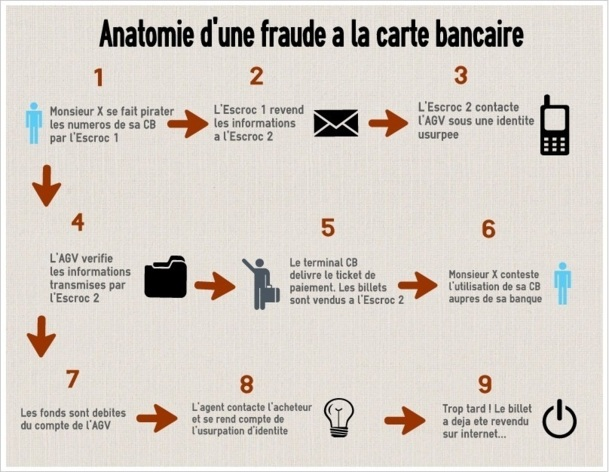 Anatomie d'une fraude a la carte bancaire
1
Monsieur X se fait pirater
les numeros de sa CB
par l'Escroc 1
2
L'Escroc 1 revend
les informations
a l'Escroc 2
3
L'Escroc 2 contacte
l'AGV sous une identite
usurpee
4
L'AGV verifie
les informations
transmises par
l'Escroc 2
5
Le terminal CB
delivre le ticket de
paiement. Les billets
sont vendus a l'Escroc 2
6
Monsieur X conteste
l'utilisation de sa CB
aupres de sa banque
7
Les fonds sont debites
du compte de l'AGV
8
L'agent contacte l'acheteur
et se rend compte de
l'usurpation d'identite
9
Trop tard ! Le billet
a deja ete revendu
sur internet...